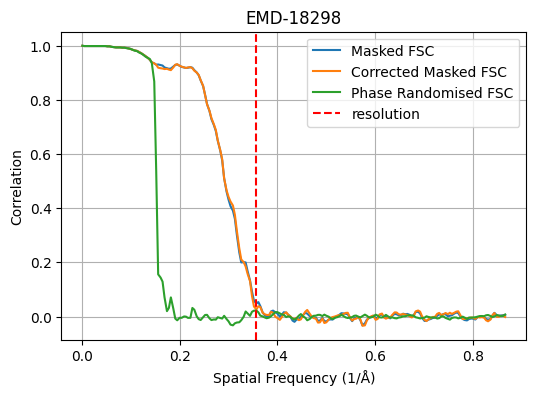 EMD-18298
1.0
0.8
0.6
0.4
0.2
0.0
Correlation
Masked FSC
Corrected Masked FSC
Phase Randomised FSC
resolution
0.0 0.2 0.4 0.6 0.8
Spatial Frequency (1/Å)